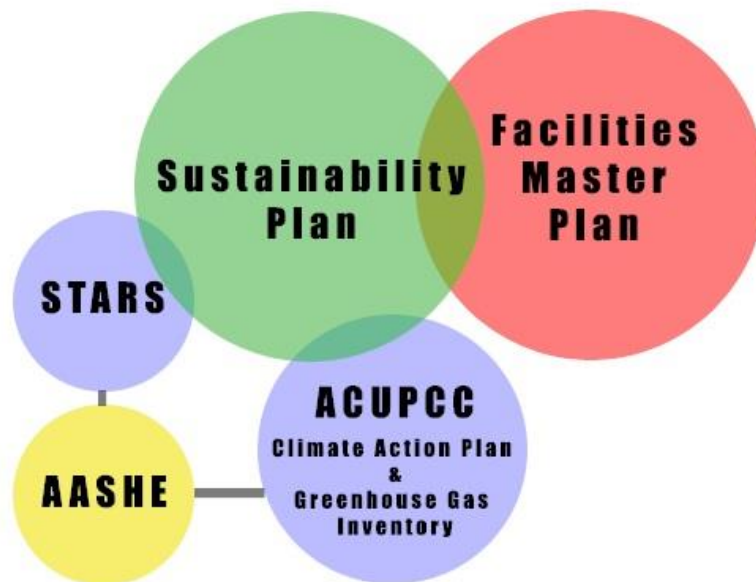 Sustainability
Plan
Facilities
Master
Plan
STARS
AASHE
ACUPCC
Climate Action Plan
&
Greenhouse Gas
Inventory